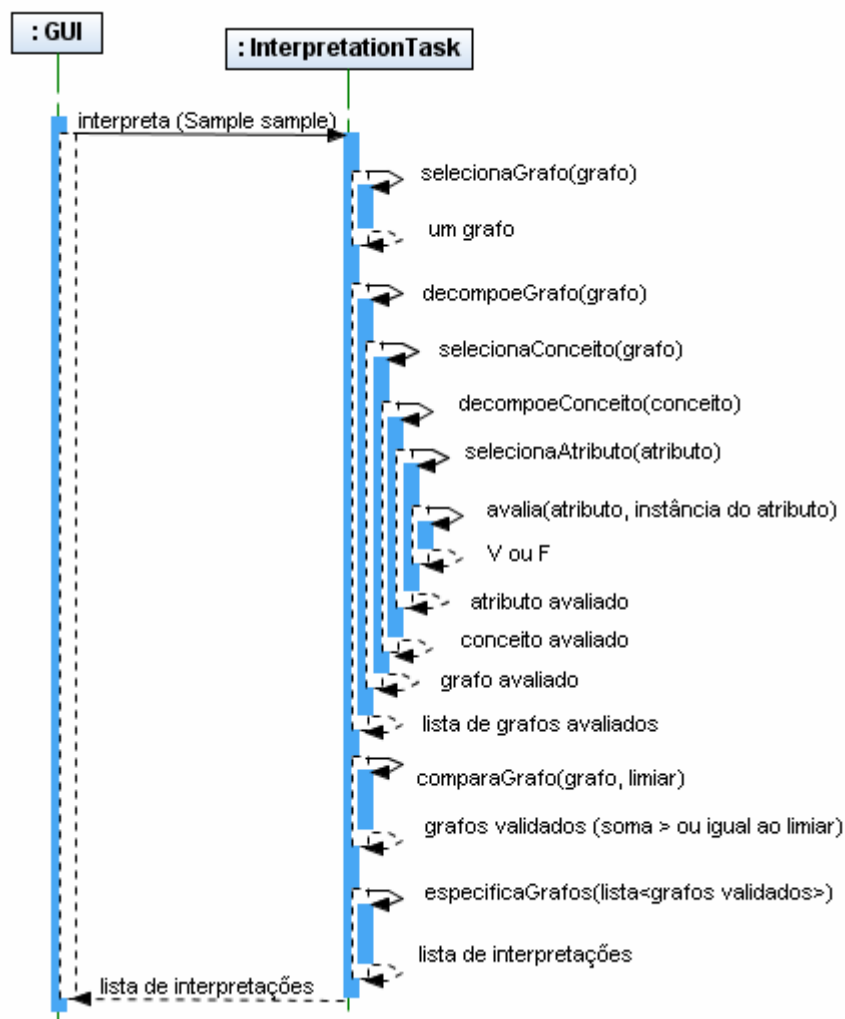 : GUI
: InterpretationTask
interpreta (Sample sample)
selecionaGrafo(grafo)
um grafo
decompoeGrafo(grafo)
selecionaConceito(grafo)
decompoeConceito(conceito)
selecionaAtributo(atributo)
avalia(atributo, instância do atributo)
V ou F
atributo avaliado
conceito avaliado
grafo avaliado
lista de grafos avaliados
comparaGrafo(grafo, limiar)
grafos validados (soma > ou igual ao limiar)
especificaGrafos(lista<grafos validados>)
lista de interpretações
lista de interpretações